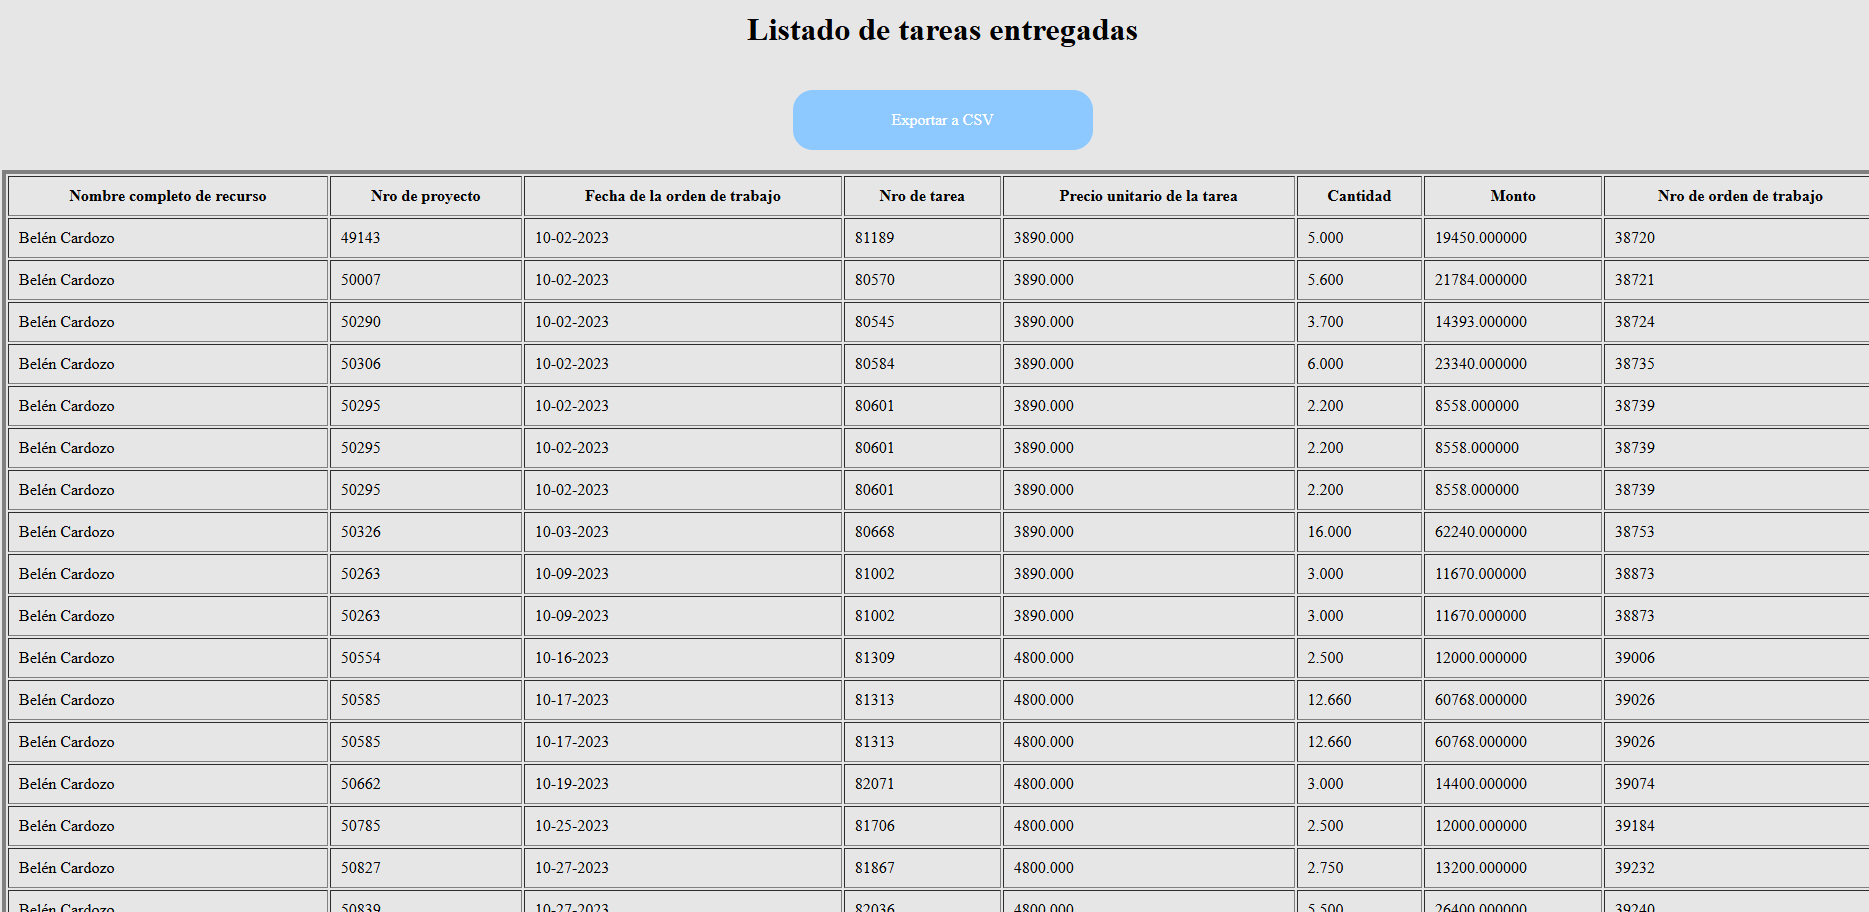 Listado de tareas entregadas
Exportar a CSV
Nombre completo de recurso Nro de proyecto Fecha de la orden de trabajo Nro de tarea Precio unitario de la tarea Cantidad Monto Nro de orden de trabajo
Belén Cardozo 49143 10-02-2023 81189 3890.000 5.000 19450.000000 38720
Belén Cardozo 50007 10-02-2023 80570 3890.000 5.600 21784.000000 38721
Belén Cardozo 50290 10-02-2023 80545 3890.000 3.700 14393.000000 38724
Belén Cardozo 50306 10-02-2023 80584 3890.000 6.000 23340.000000 38735
Belén Cardozo 50295 10-02-2023 80601 3890.000 2.200 8558.000000 38739
Belén Cardozo 50295 10-02-2023 80601 3890.000 2.200 8558.000000 38739
Belén Cardozo 50295 10-02-2023 80601 3890.000 2.200 8558.000000 38739
Belén Cardozo 50326 10-03-2023 80668 3890.000 16.000 62240.000000 38753
Belén Cardozo 50263 10-09-2023 81002 3890.000 3.000 11670.000000 38873
Belén Cardozo 50263 10-09-2023 81002 3890.000 3.000 11670.000000 38873
Belén Cardozo 50554 10-16-2023 81309 4800.000 2.500 12000.000000 39006
Belén Cardozo 50585 10-17-2023 81313 4800.000 12.660 60768.000000 39026
Belén Cardozo 50585 10-17-2023 81313 4800.000 12.660 60768.000000 39026
Belén Cardozo 50662 10-19-2023 82071 4800.000 3.000 14400.000000 39074
Belén Cardozo 50785 10-25-2023 81706 4800.000 2.500 12000.000000 39184
Belén Cardozo 50827 10-27-2023 81867 4800.000 2.750 13200.000000 39232
Belén Cardozo 50839 10-27-2023 82036 4800.000 5.500 26400.000000 39240